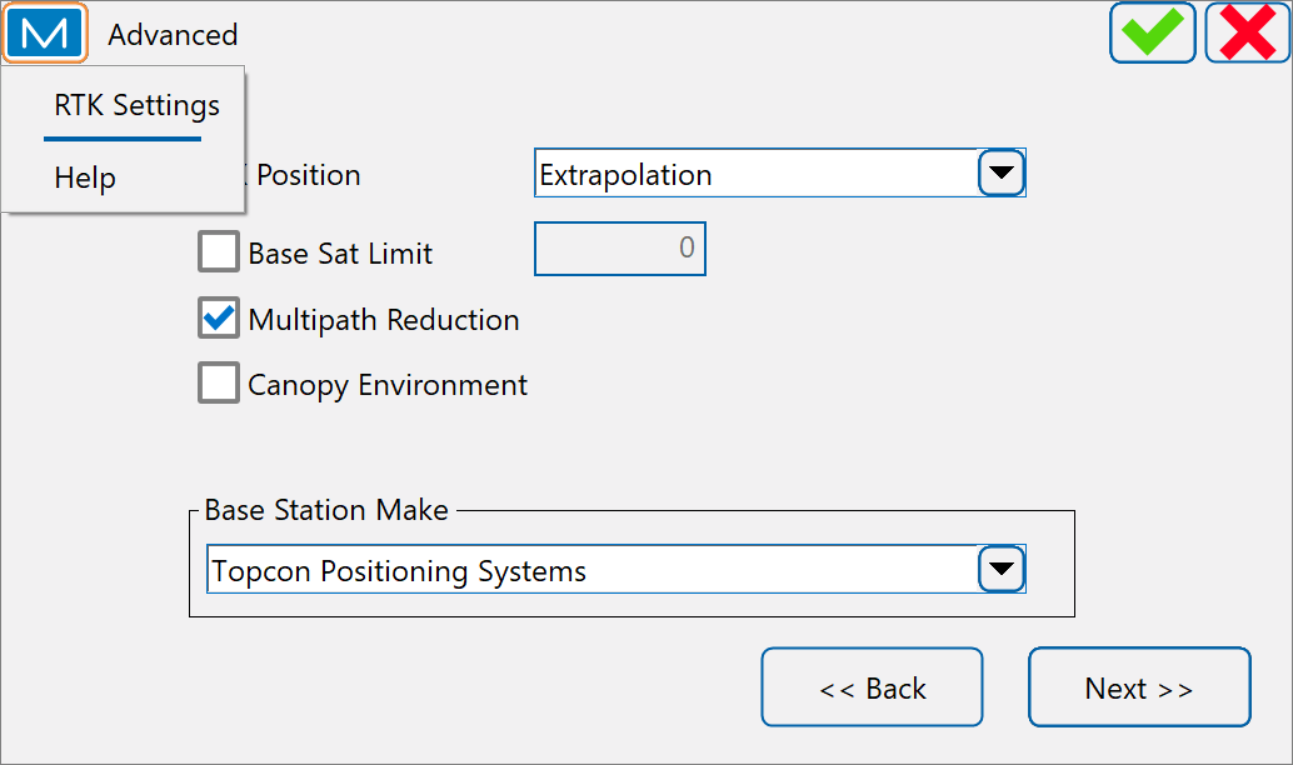 Advanced
RTK Settings
Help
Position
Extrapolation
Base Sat Limit
0
Multipath Reduction
Canopy Environment
Base Station Make
Topcon Positioning Systems
<< Back
Next >>